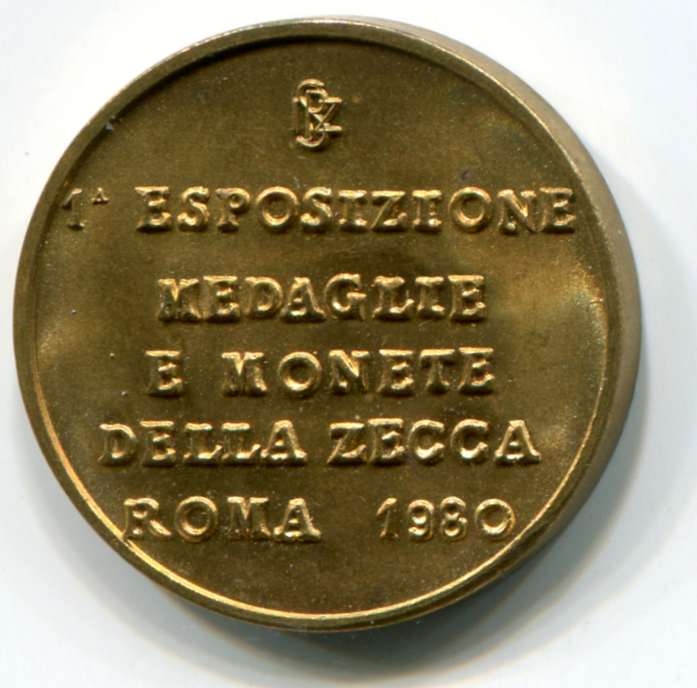 1ᴬ ESPOSIZIONE
MEDAGLIE
E MONETE
DELLA ZECCA
ROMA 1980